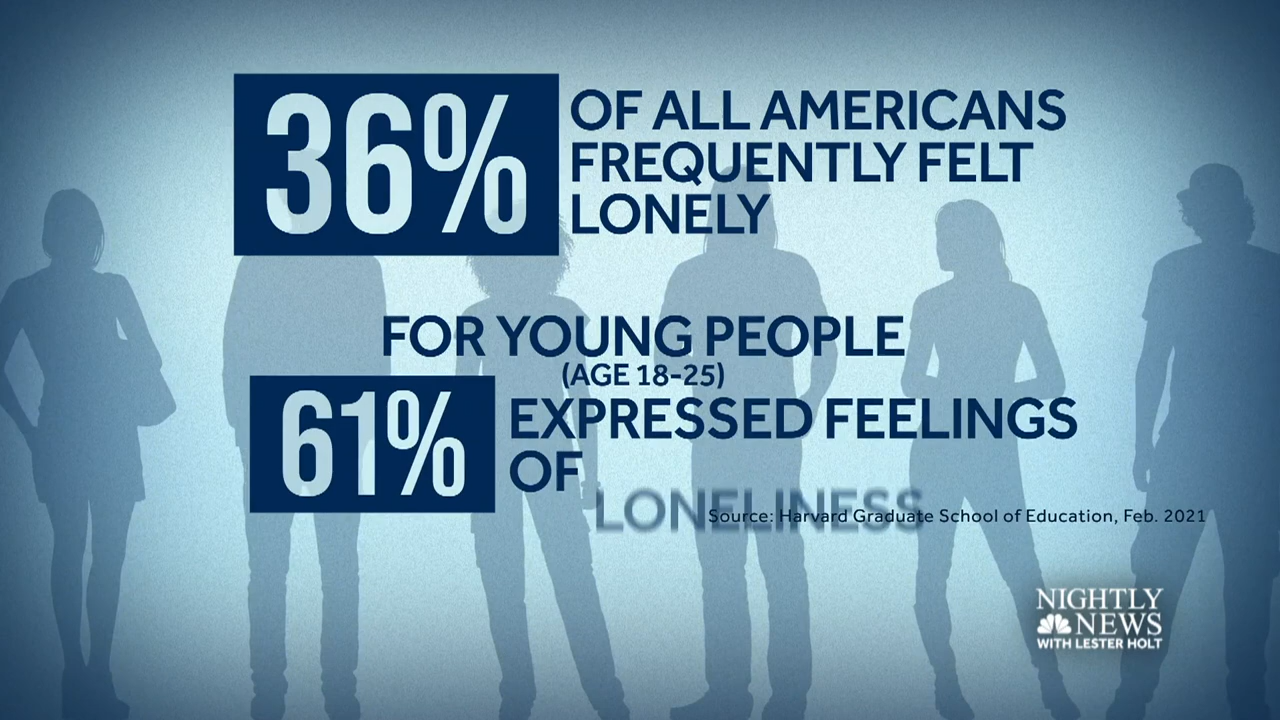 36%
OF ALL AMERICANS
FREQUENTLY FELT
LONELY
FOR YOUNG PEOPLE
(AGE 18-25)
61%
EXPRESSED FEELINGS
OF
LONELINESS
Source: Harvard Graduate School of Education, Feb. 2021
NIGHTLY
NEWS
WITH LESTER HOLT